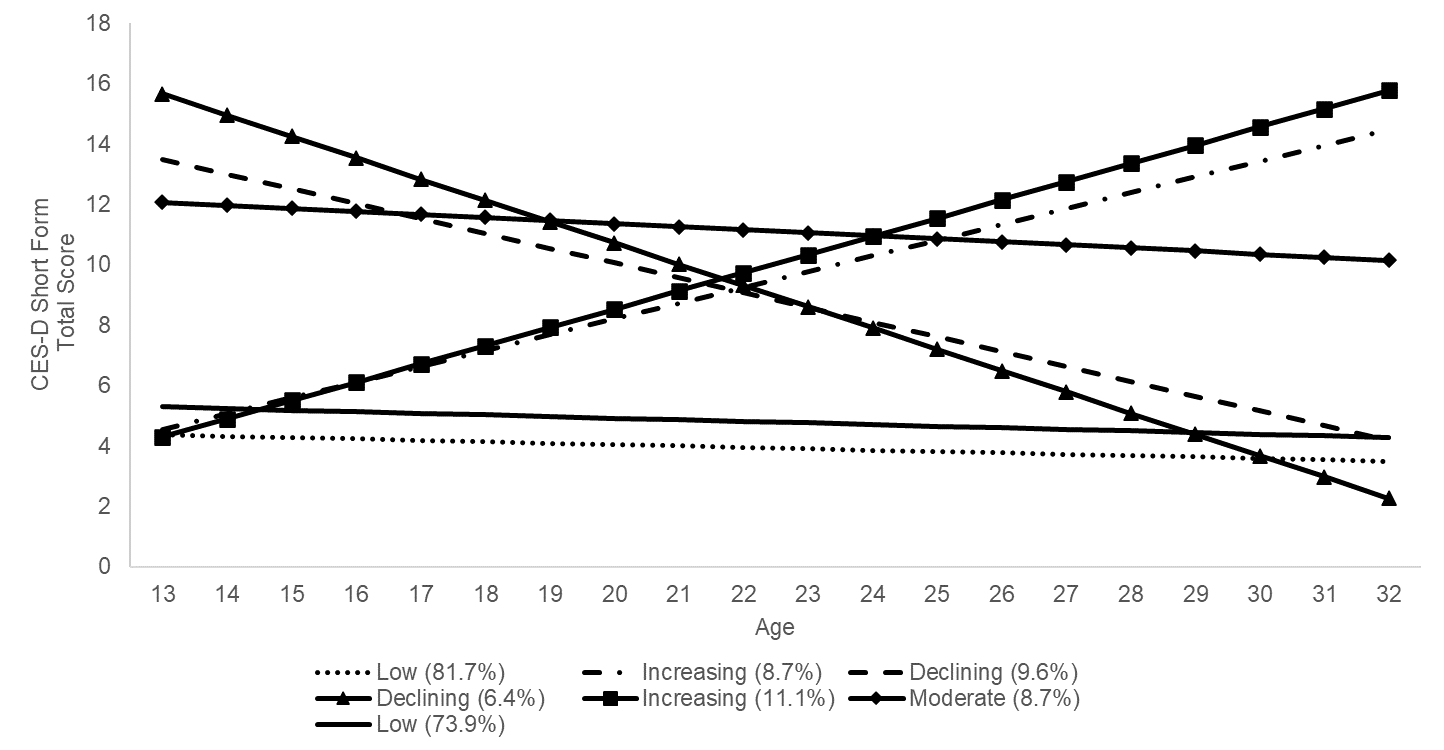 18
16
14
12
10
8
6
4
2
0
CES-D Short Form
Total Score
13 14 15 16 17 18 19 20 21 22 23 24 25 26 27 28 29 30 31 32
Age
Low (81.7%) Increasing (8.7%) Declining (9.6%)
Declining (6.4%) Increasing (11.1%) Moderate (8.7%)
Low (73.9%)